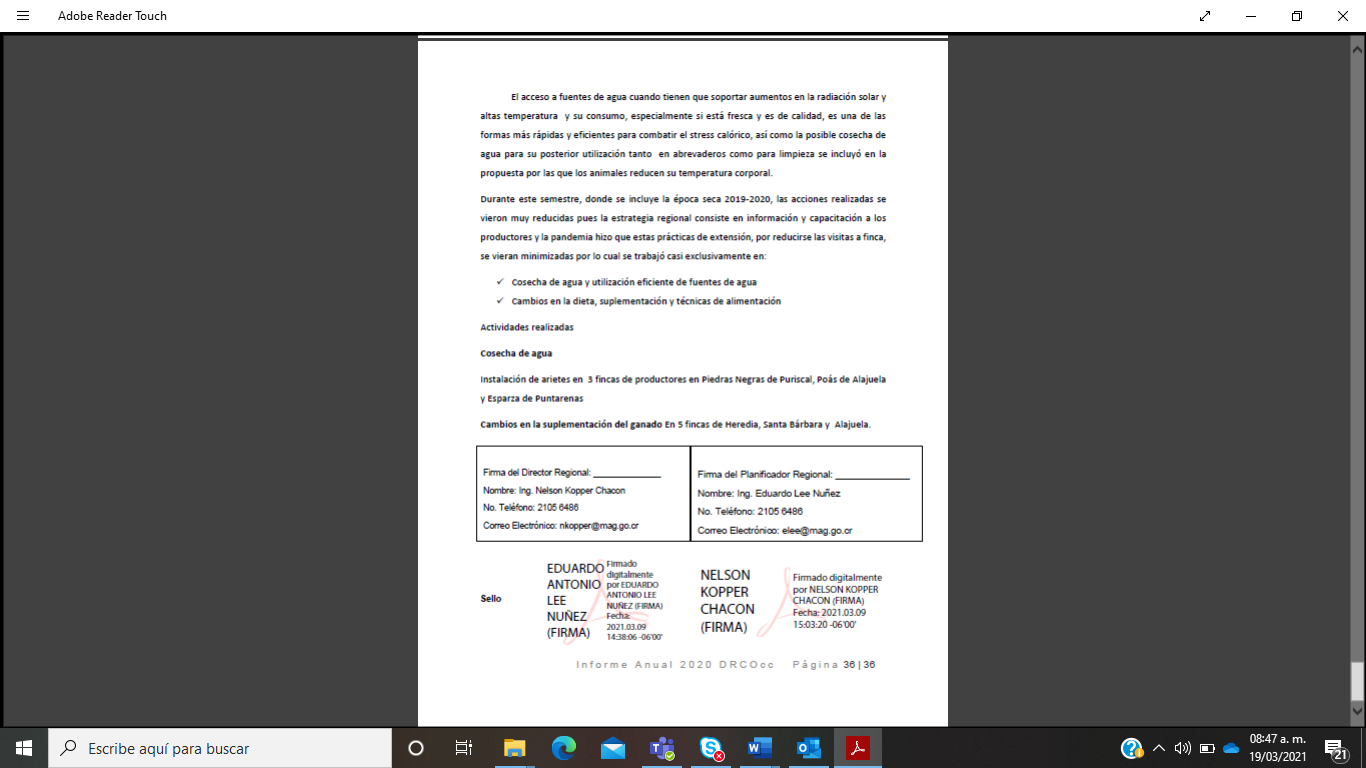 Adobe Reader Touch
El acceso a fuentes de agua cuando tienen que soportar aumentos en la radiación solar y
altas temperatura y su consumo, especialmente si está fresca y es de calidad, es una de las
formas más rápidas y eficientes para combatir el stress calórico, así como la posible cosecha de
agua para su posterior utilización tanto en abrevaderos como para limpieza se incluyó en la
propuesta por las que los animales reducen su temperatura corporal.
Durante este semestre, donde se incluye la época seca 2019-2020, las acciones realizadas se
vieron muy reducidas pues la estrategia regional consiste en información y capacitación a los
productores y la pandemia hizo que estas prácticas de extensión, por reducirse las visitas a finca,
se vieran minimizadas por lo cual se trabajó casi exclusivamente en:
✓ Cosecha de agua y utilización eficiente de fuentes de agua
✓ Cambios en la dieta, suplementación y técnicas de alimentación
Actividades realizadas
Cosecha de agua
Instalación de arietes en 3 fincas de productores en Piedras Negras de Puriscal, Poás de Alajuela
y Esparza de Puntarenas
Cambios en la suplementación del ganado En 5 fincas de Heredia, Santa Bárbara y Alajuela.
Firma del Director Regional: ______________
Nombre: Ing. Nelson Kopper Chacon
No. Teléfono: 2105 6486
Correo Electrónico: nkopper@mag.go.cr
Firma del Planificador Regional: ______________
Nombre: Ing. Eduardo Lee Nuñez
No. Teléfono: 2105 6486
Correo Electrónico: elee@mag.go.cr
Sello
EDUARDO
ANTONIO
LEE
NUÑEZ
(FIRMA)
Firmado
digitalmente
por EDUARDO
ANTONIO LEE
NUÑEZ (FIRMA)
Fecha:
2021.03.09
14:38:06 -06'00'
NELSON
KOPPER
CHACON
(FIRMA)
Firmado digitalmente
por NELSON KOPPER
CHACON (FIRMA)
Fecha: 2021.03.09
15:03:20 -06'00'
Informe Anual 2020 DRCOcc Página 36|36
Escribe aquí para buscar
08:47 a. m.
19/03/2021
21